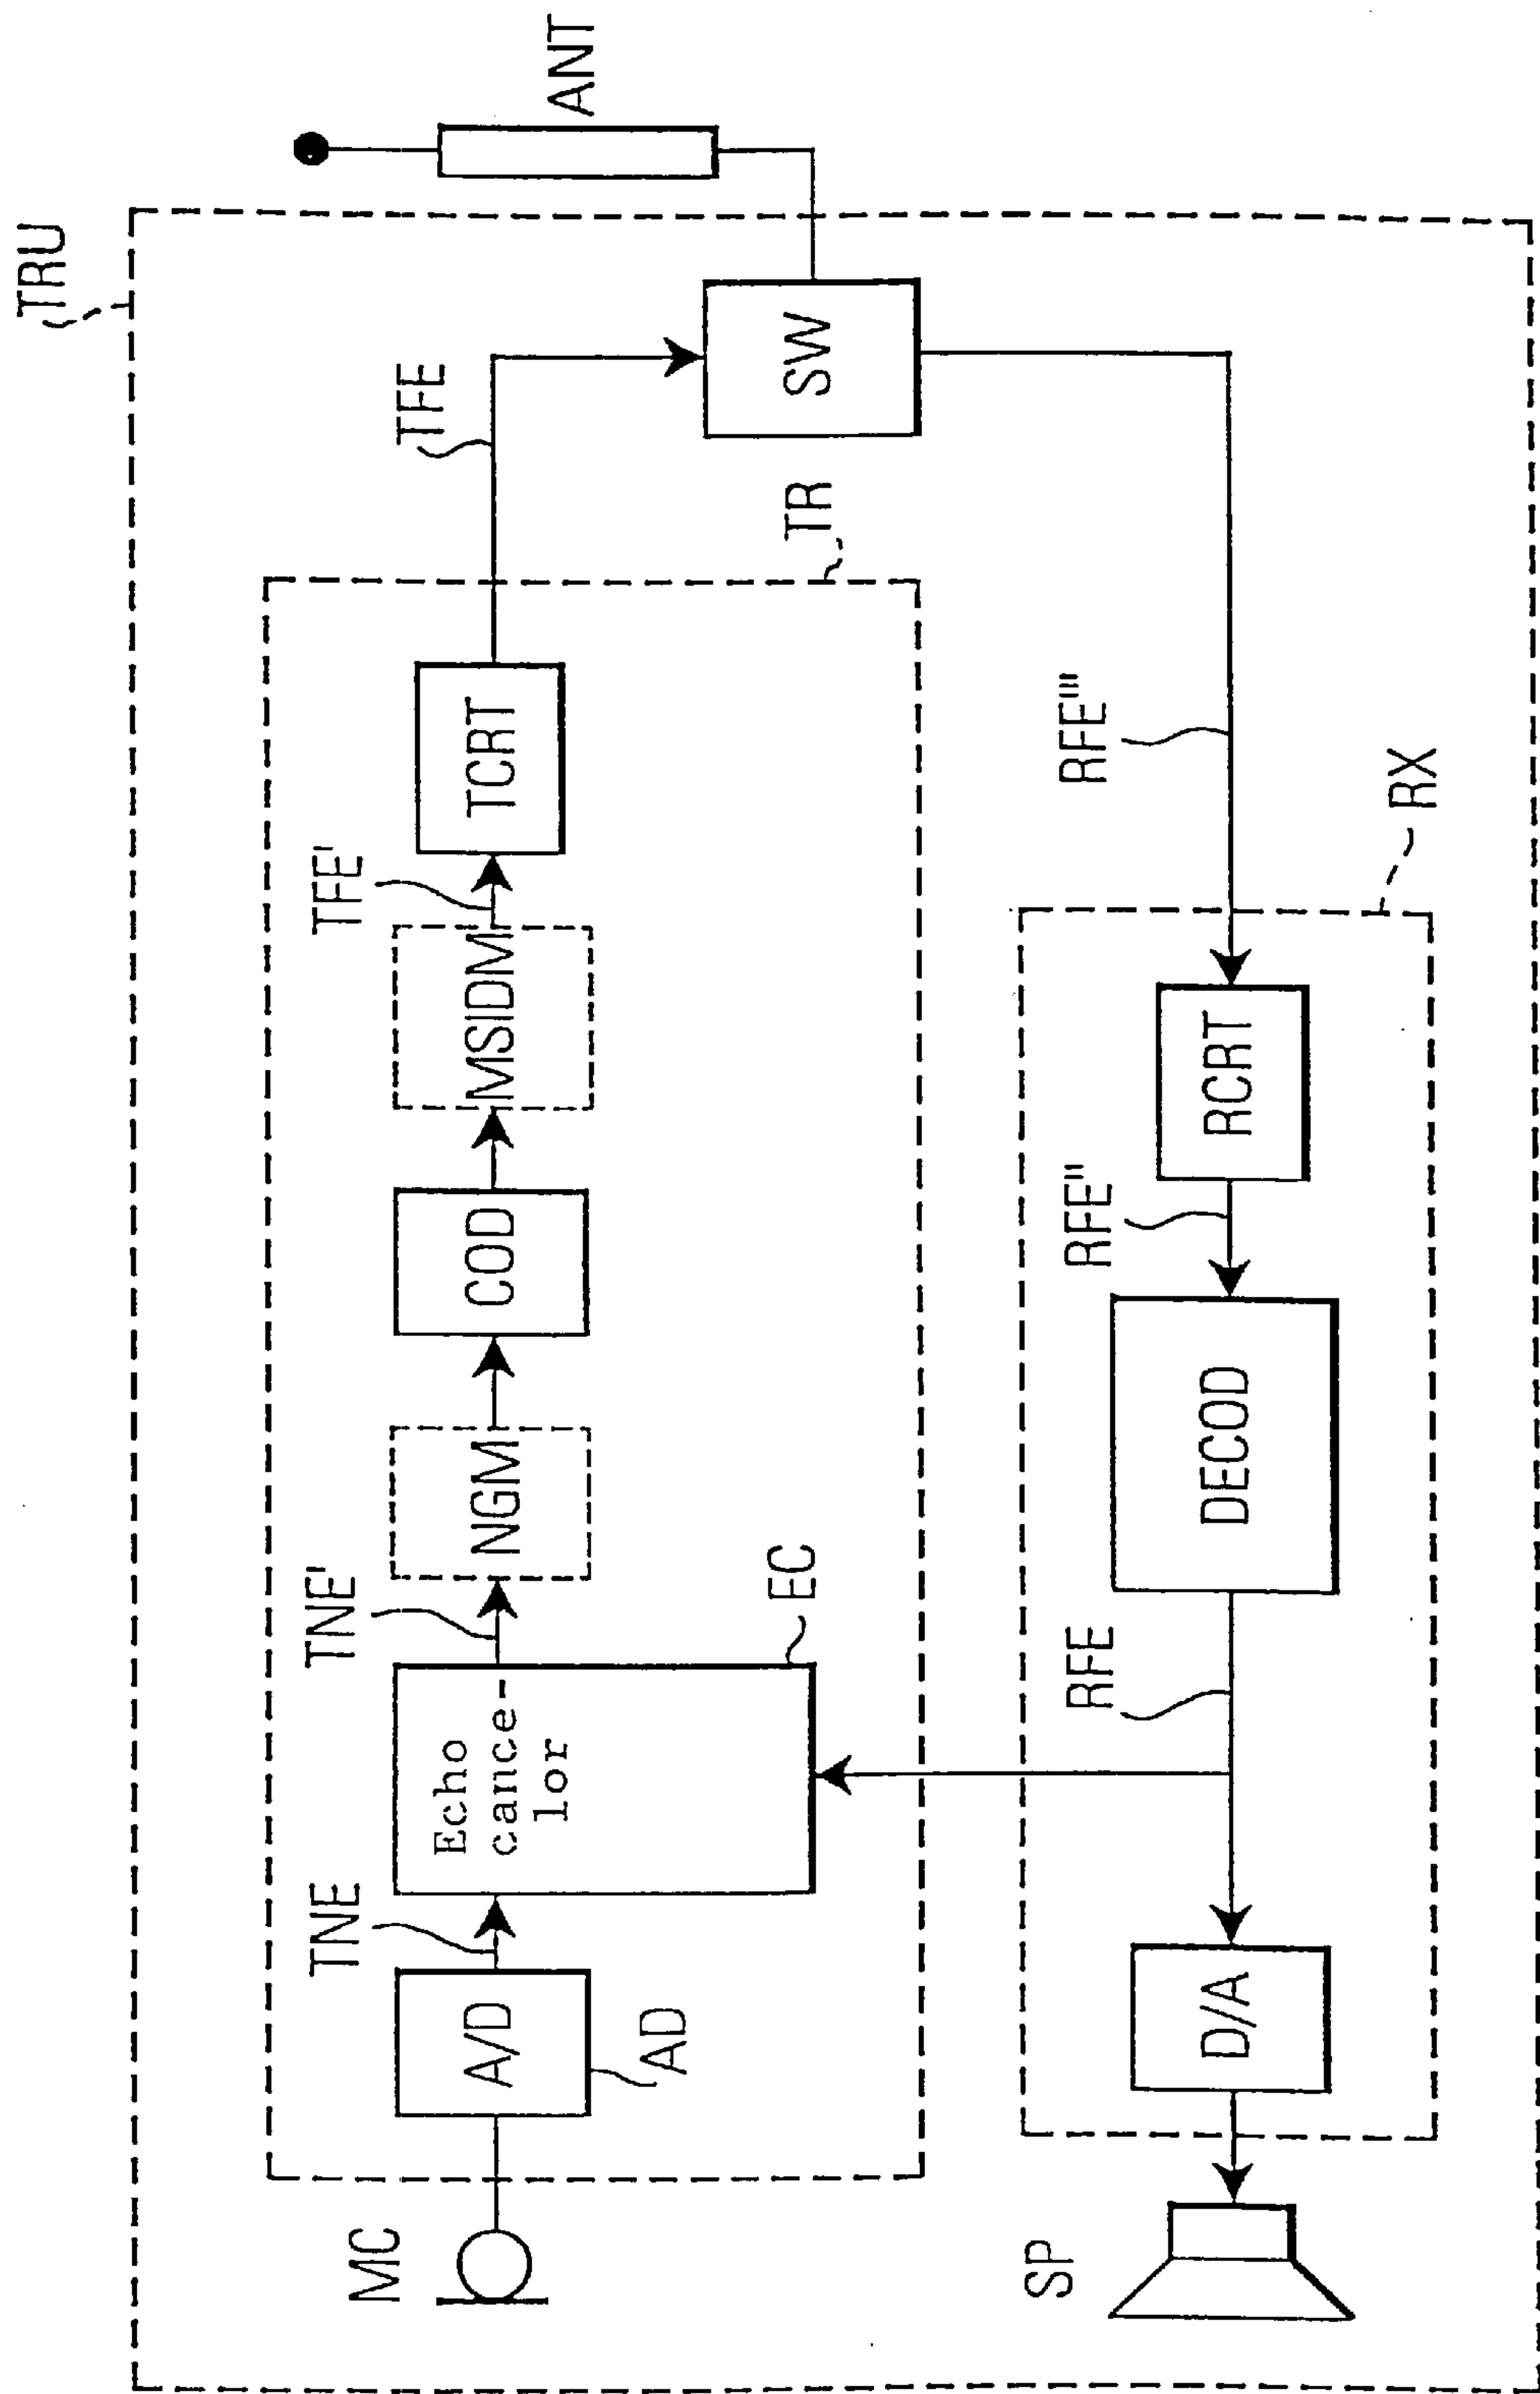 TRU
ANT
TFE
SW
TR
TCRT
TFE'
MSIDM
COD
NGM
TNE'
EC
Echo
cance-
lor
TNE
A/D
AD
MC
RFE''''
RX
RCRT
RFE''
DECOD
RFE
D/A
SP